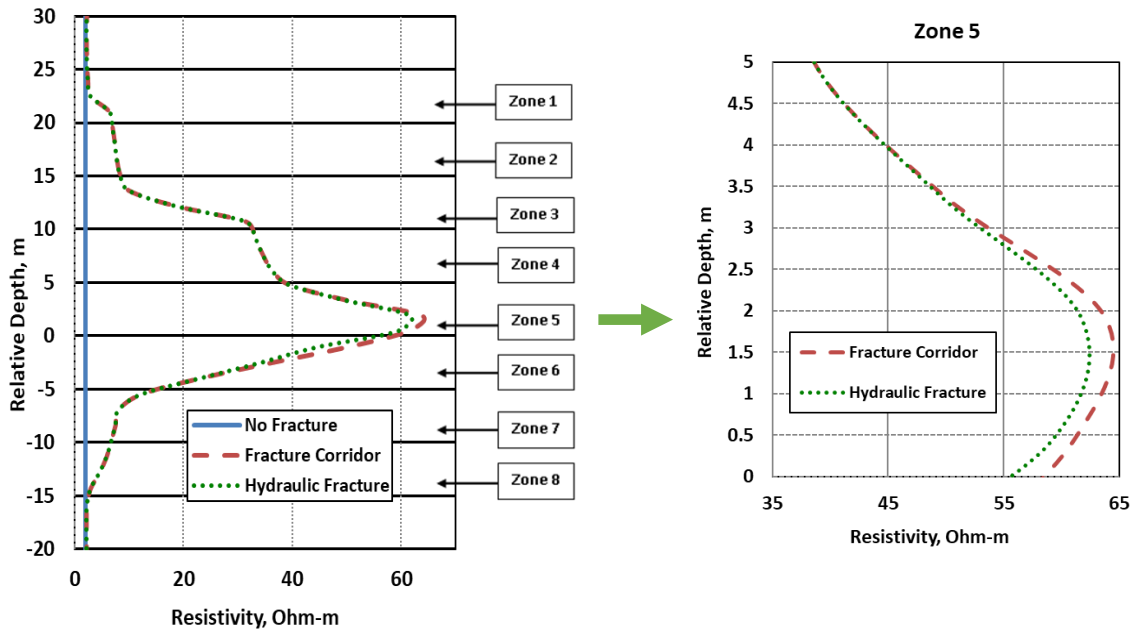 30
25
20
15
10
5
0
-5
-10
-15
-20
Relative Depth, m
0
20
40
60
Resistivity, Ohm-m
No Fracture
Fracture Corridor
Hydraulic Fracture
Zone 1
Zone 2
Zone 3
Zone 4
Zone 5
Zone 6
Zone 7
Zone 8
Zone 5
5
4.5
4
3.5
3
2.5
2
1.5
1
0.5
0
Relative Depth, m
Fracture Corridor
Hydraulic Fracture
35
45
55
65
Resistivity, Ohm-m